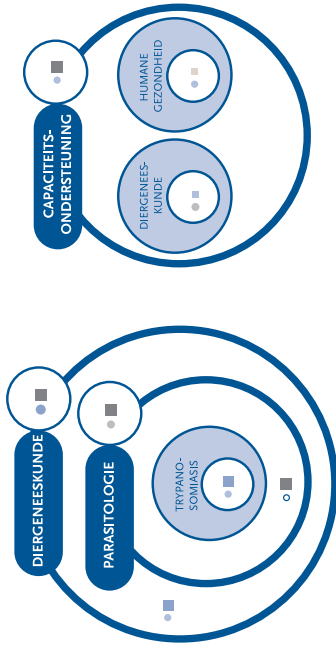 DIERGENEESKUNDE
PARASITOLOGIE
TRYPANO-
SOMIASIS
CAPACITEITS-
ONDERSTEUNING
DIERGENEES-
KUNDE
HUMANE
GEZONDHEID